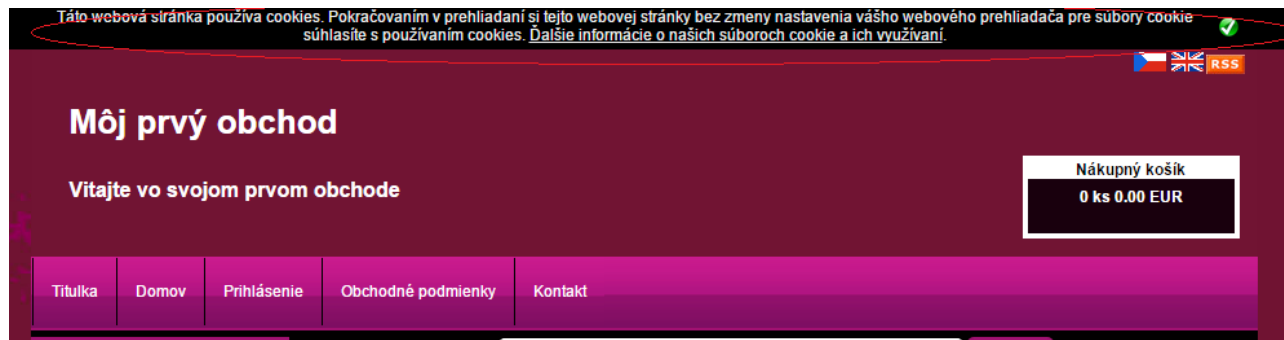 Táto webová stránka používa cookies. Pokračovaním v prehliadaní si tejto webovej stránky bez zmeny nastavenia vášho webového prehliadača pre súbory cookie
súhlasíte s používaním cookies. Ďalšie informácie o našich súboroch cookie a ich využívaní.
RSS
Môj prvý obchod
Vitajte vo svojom prvom obchode
Nákupný košík
0 ks 0.00 EUR
Titulka Domov Prihlásenie Obchodné podmienky Kontakt